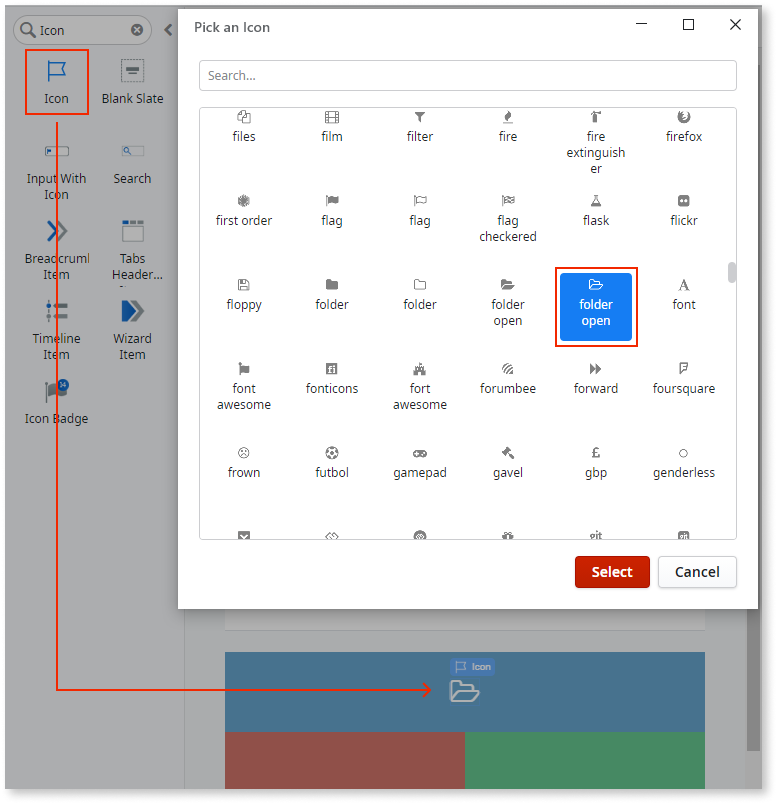 Icon
Icon
Blank Slate
Input With
Icon
Search
Breadcruml
Item
Tabs
Header...
Timeline
Item
Wizard
Item
14
Icon Badge
Pick an Icon
Search...
files
film
filter
fire
fire
extinguish
er
firefox
first order
flag
flag
flag
checkered
flask
flickr
floppy
folder
folder
folder
open
folder
open
font
font
awesome
fonticons
fort
awesome
forumbee
forward
foursquare
frown
futbol
gamepad
gavel
gbp
genderless
Select
Cancel
Icon